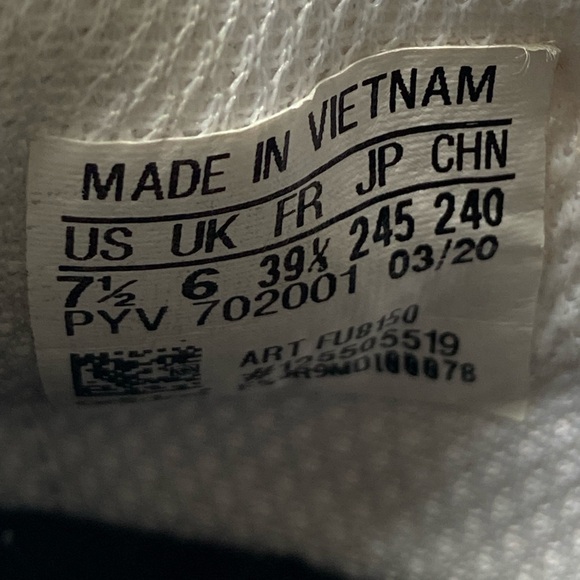 MADE IN VIETNAM
US UK FR JP CHN
7½ 6 39⅓ 245 240
PYV 702001 03/20
ART FU8150
5519